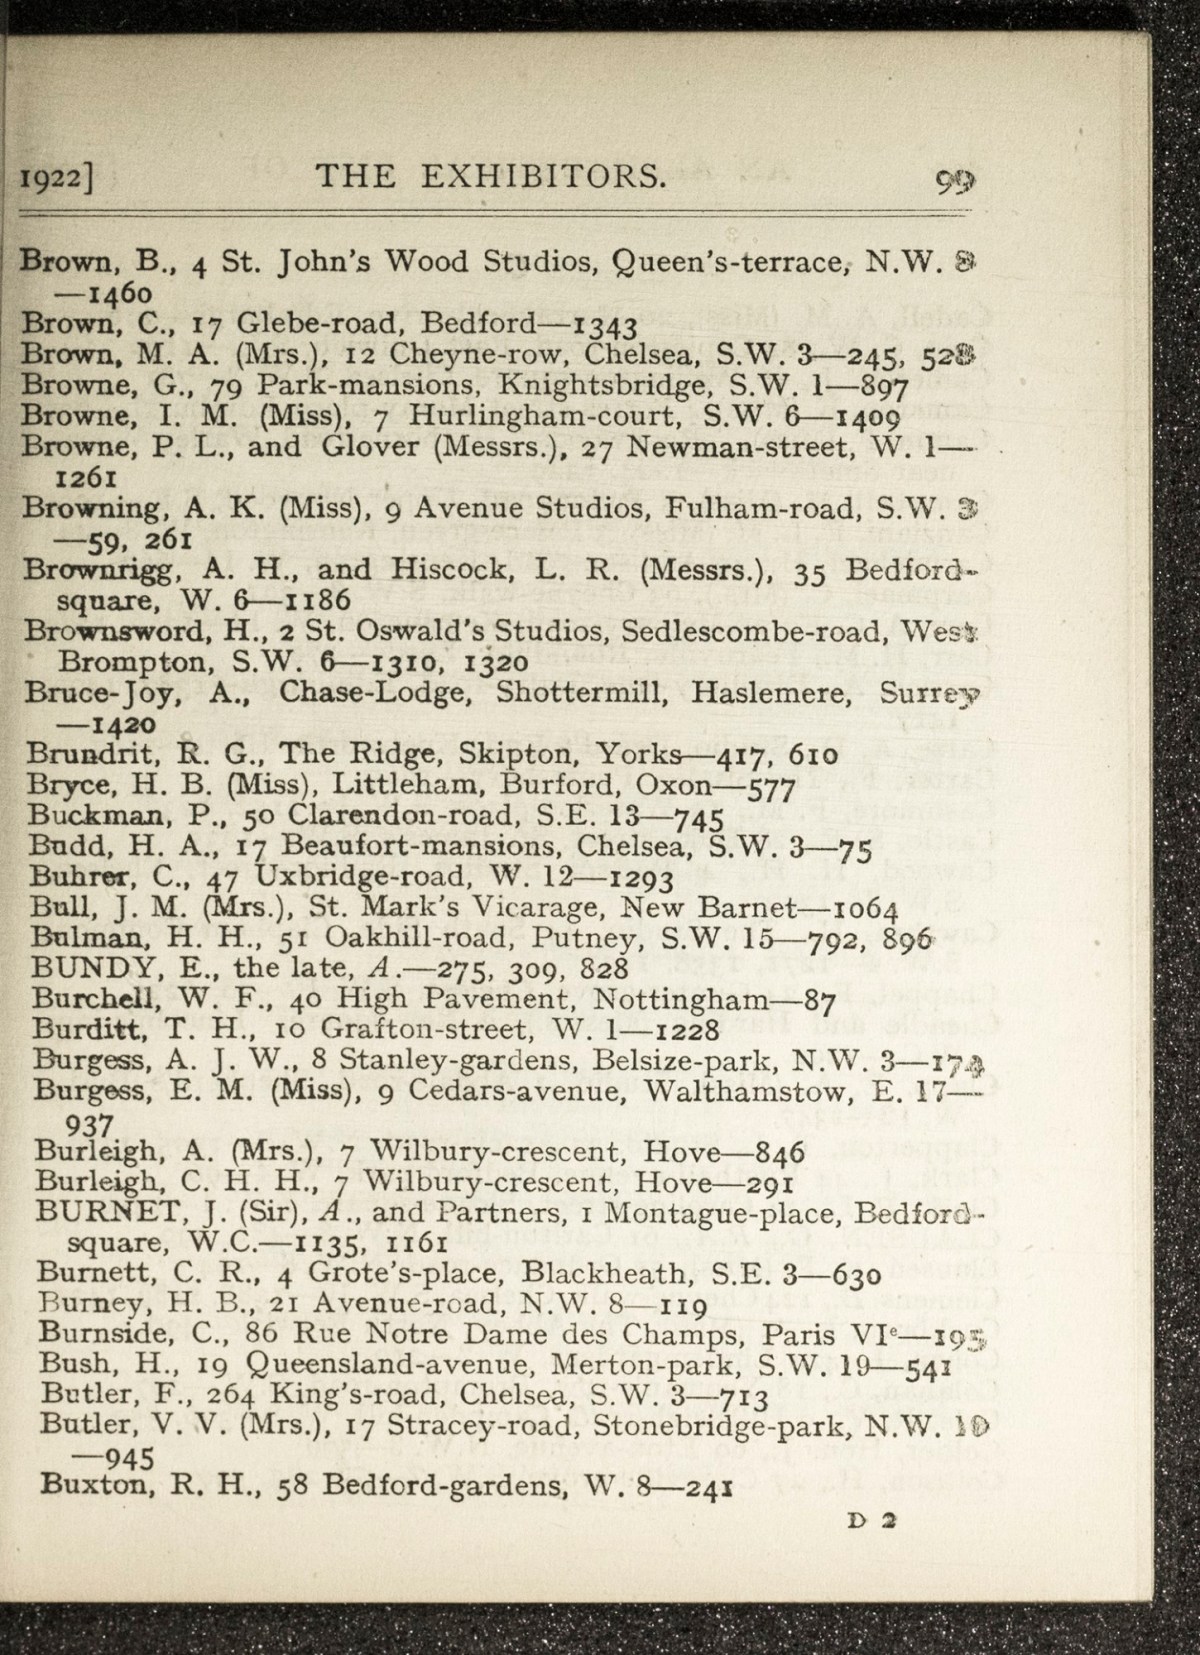 1922] THE EXHIBITORS. 99
Brown, B., 4 St. John's Wood Studios, Queen's-terrace, N.W. 8
—1460
Brown, C., 17 Glebe-road, Bedford—1343
Brown, M. A. (Mrs.), 12 Cheyne-row, Chelsea, S.W. 3—245, 528
Browne, G., 79 Park-mansions, Knightsbridge, S.W. 1—897
Browne, I. M. (Miss), 7 Hurlingham-court, S.W. 6—1409
Browne, P. L., and Glover (Messrs.), 27 Newman-street, W. 1—
1261
Browning, A. K. (Miss), 9 Avenue Studios, Fulham-road, S.W. 3
—59, 261
Brownrigg, A. H., and Hiscock, L. R. (Messrs.), 35 Bedford-
square, W. 6—1186
Brownsword, H., 2 St. Oswald's Studios, Sedlescombe-road, West
Brompton, S.W. 6—1310, 1320
Bruce-Joy, A., Chase-Lodge, Shottermill, Haslemere, Surrey
—1420
Brundrit, R. G., The Ridge, Skipton, Yorks—417, 610
Bryce, H. B. (Miss), Littleham, Burford, Oxon—577
Buckman, P., 50 Clarendon-road, S.E. 13—745
Budd, H. A., 17 Beaufort-mansions, Chelsea, S.W. 3—75
Buhrer, C., 47 Uxbridge-road, W. 12—1293
Bull, J. M. (Mrs.), St. Mark's Vicarage, New Barnet—1064
Bulman, H. H., 51 Oakhill-road, Putney, S.W. 15—792, 896
BUNDY, E., the late, A.—275, 309, 828
Burchell, W. F., 40 High Pavement, Nottingham—87
Burditt, T. H., 10 Grafton-street, W. 1—1228
Burgess, A. J. W., 8 Stanley-gardens, Belsize-park, N.W. 3—174
Burgess, E. M. (Miss), 9 Cedars-avenue, Walthamstow, E. 17—
937
Burleigh, A. (Mrs.), 7 Wilbury-crescent, Hove—846
Burleigh, C. H. H., 7 Wilbury-crescent, Hove—291
BURNET, J. (Sir), A., and Partners, 1 Montague-place, Bedford-
square, W.C.—1135, 1161
Burnett, C. R., 4 Grote's-place, Blackheath, S.E. 3—630
Burney, H. B., 21 Avenue-road, N.W. 8—119
Burnside, C., 86 Rue Notre Dame des Champs, Paris VIᵉ—195
Bush, H., 19 Queensland-avenue, Merton-park, S.W. 19—541
Butler, F., 264 King's-road, Chelsea, S.W. 3—713
Butler, V. V. (Mrs.), 17 Stracey-road, Stonebridge-park, N.W. 10
—945
Buxton, R. H., 58 Bedford-gardens, W. 8—241
D 2